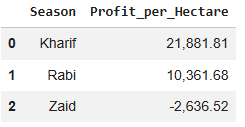 Season Profit_per_Hectare
0 Kharif 21,881.81
1 Rabi 10,361.68
2 Zaid -2,636.52